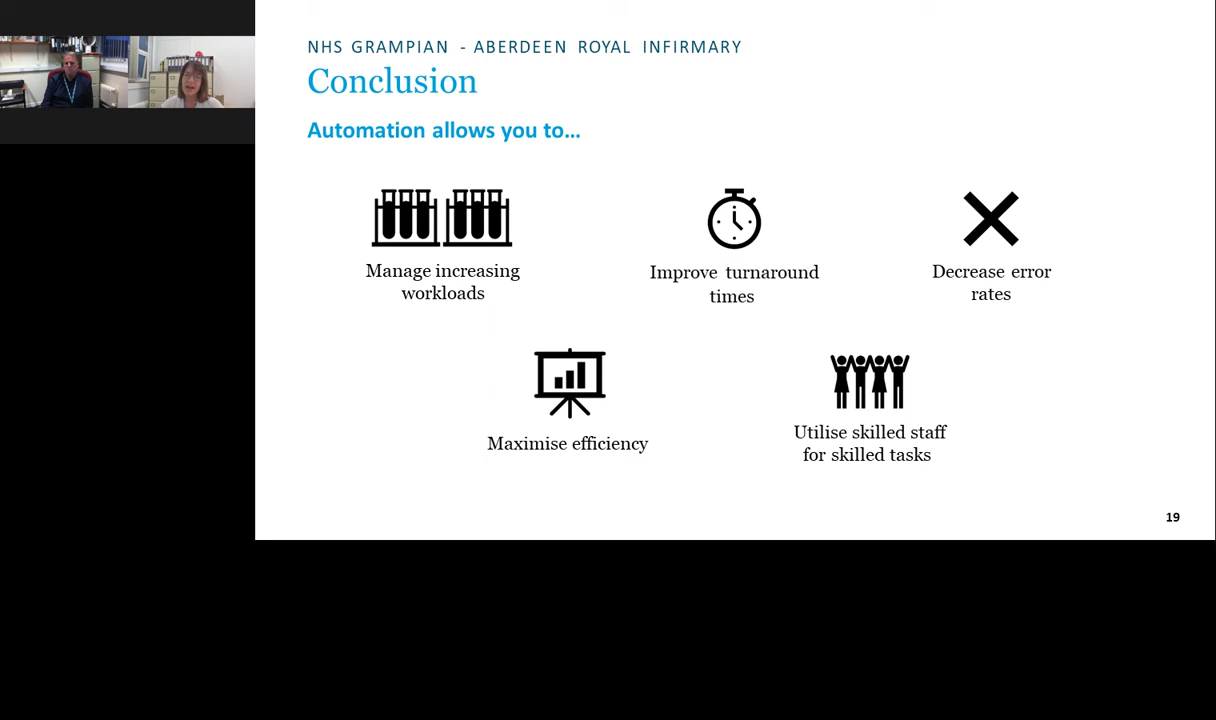 NHS GRAMPIAN - ABERDEEN ROYAL INFIRMARY
Conclusion
Automation allows you to...
Manage increasing
workloads
Improve turnaround
times
Decrease error
rates
Maximise efficiency
Utilise skilled staff
for skilled tasks
19